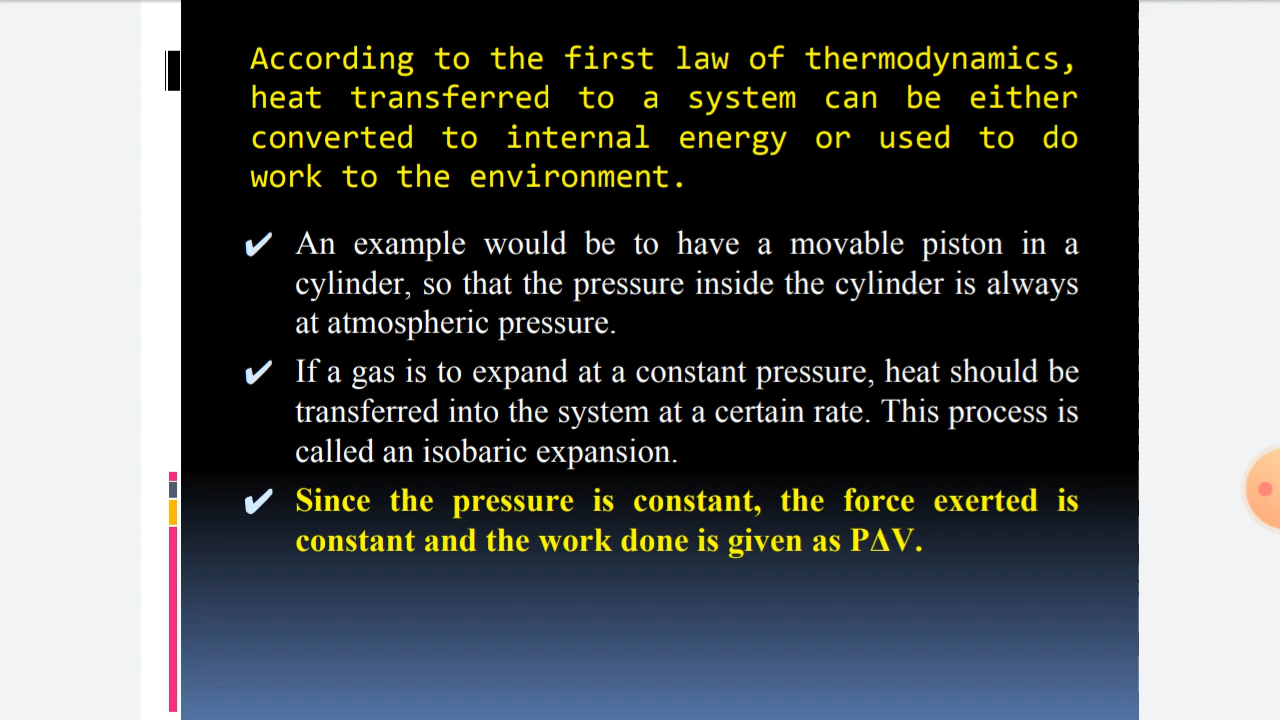 According to the first law of thermodynamics,
heat transferred to a system can be either
converted to internal energy or used to do
work to the environment.
✔ An example would be to have a movable piston in a
cylinder, so that the pressure inside the cylinder is always
at atmospheric pressure.
✔ If a gas is to expand at a constant pressure, heat should be
transferred into the system at a certain rate. This process is
called an isobaric expansion.
✔ Since the pressure is constant, the force exerted is
constant and the work done is given as PΔV.